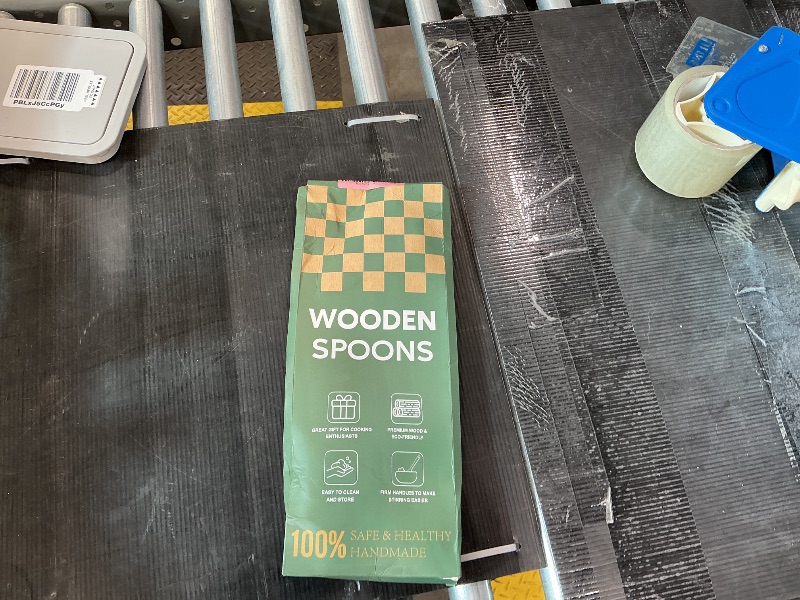 PBLxJsGcPGy
WOODEN
SPOONS
GREAT GIFT FOR COOKING
ENTHUSIASTS
PREMIUM WOOD &
ECO-FRIENDLY
EASY TO CLEAN
AND STORE
FIRM HANDLES TO MAKE
STIRRING EASIER
100% SAFE & HEALTHY
HANDMADE